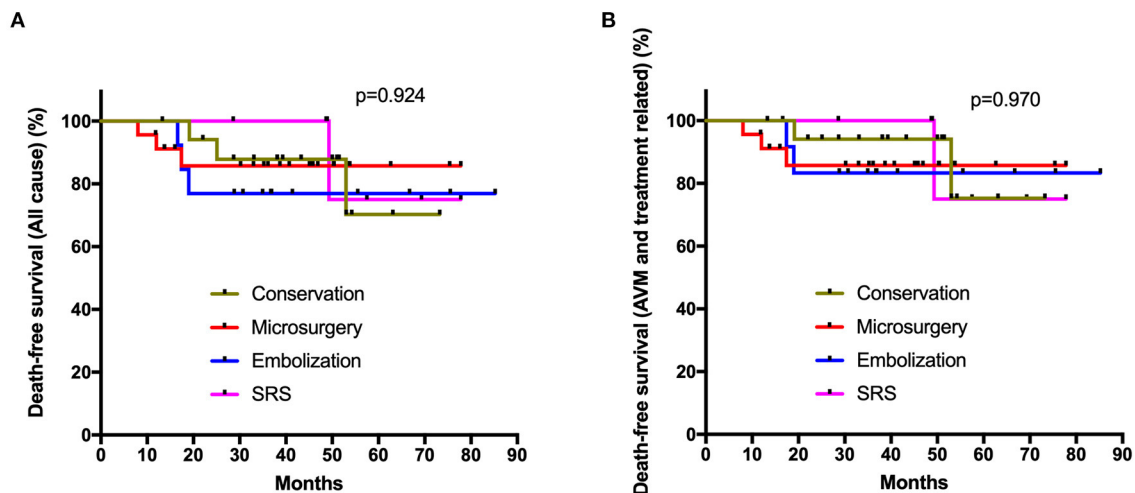 A
Death-free survival (All cause) (%)
p=0.924
100
80
60
40
20
0
Conservation
Microsurgery
Embolization
SRS
0 10 20 30 40 50 60 70 80 90
Months
B
Death-free survival (AVM and treatment related) (%)
p=0.970
100
80
60
40
20
0
Conservation
Microsurgery
Embolization
SRS
0 10 20 30 40 50 60 70 80 90
Months